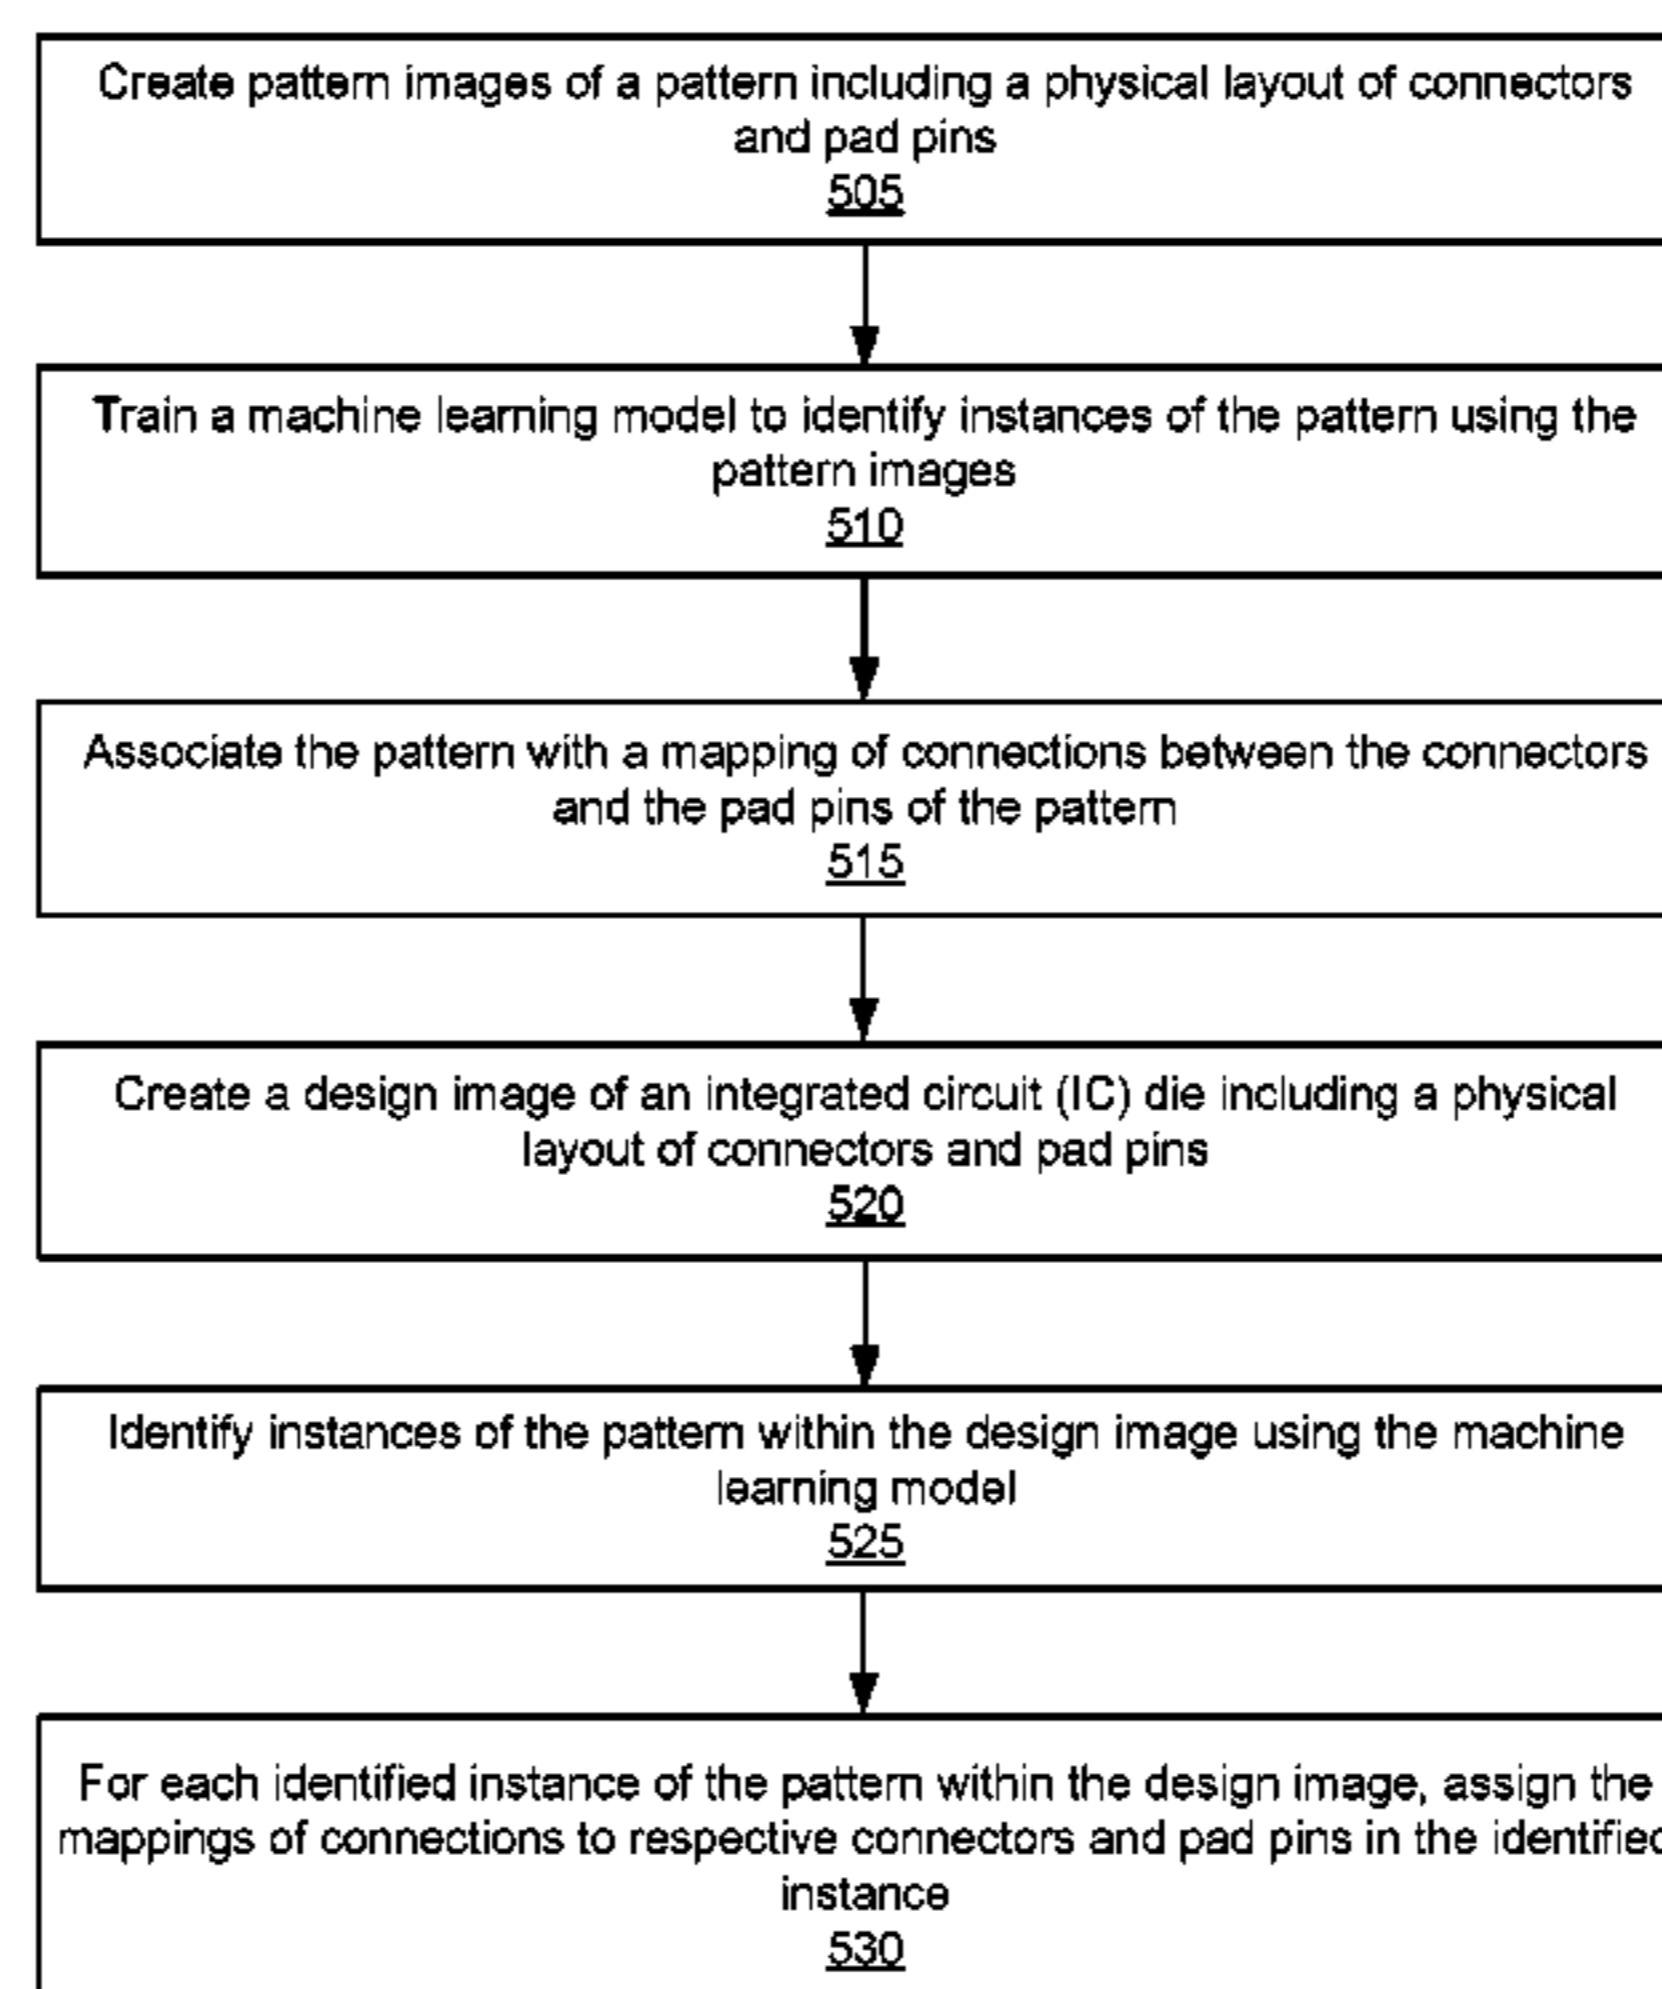 Create pattern images of a pattern including a physical layout of connectors
and pad pins
505
Train a machine learning model to identify instances of the pattern using the
pattern images
510
Associate the pattern with a mapping of connections between the connectors
and the pad pins of the pattern
515
Create a design image of an integrated circuit (IC) die including a physical
layout of connectors and pad pins
520
Identify instances of the pattern within the design image using the machine
learning model
525
For each identified instance of the pattern within the design image, assign the
mappings of connections to respective connectors and pad pins in the identified
instance
530